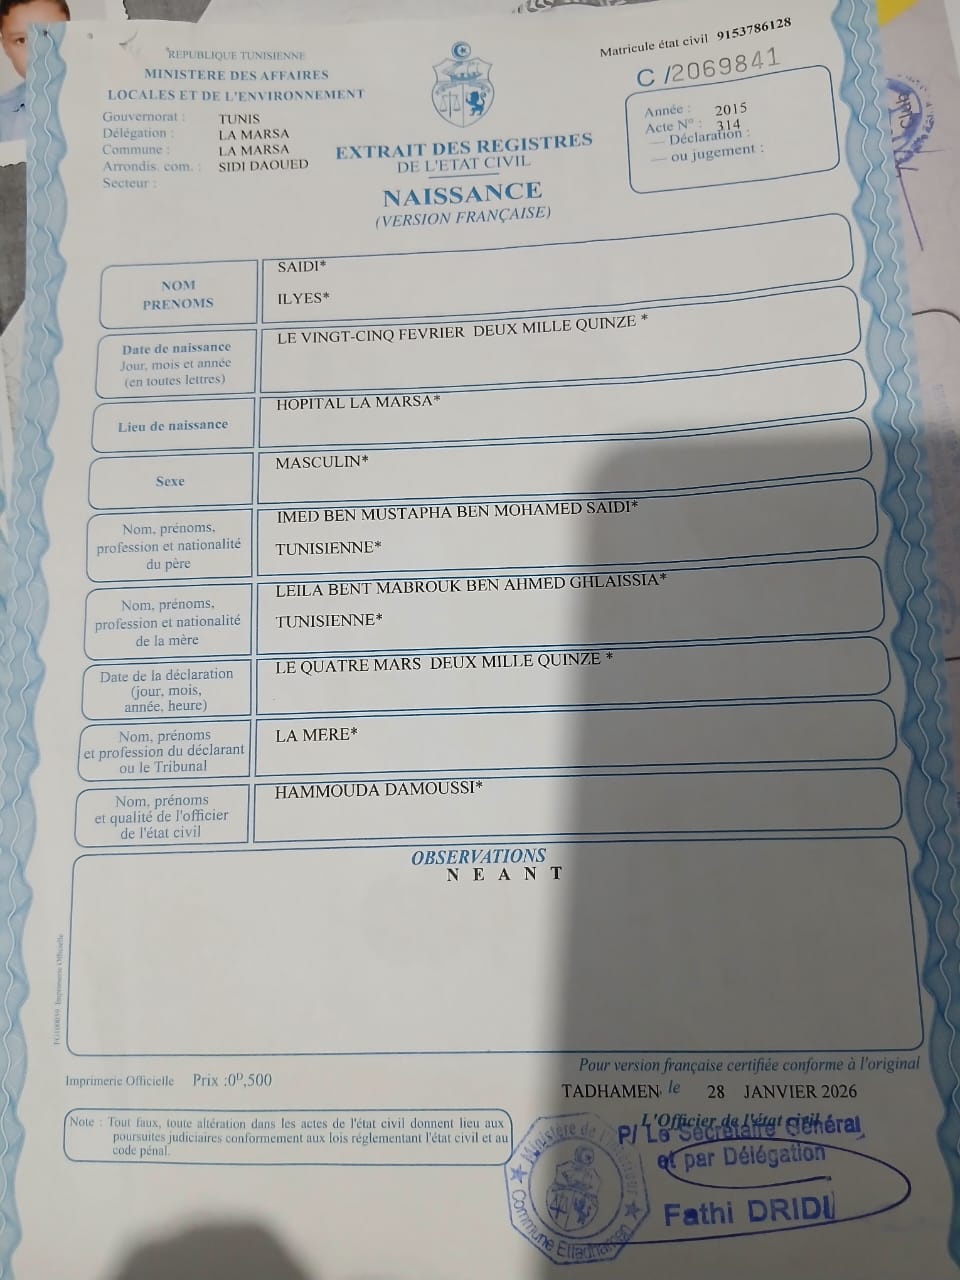 REPUBLIQUE TUNISIENNE
MINISTERE DES AFFAIRES
LOCALES ET DE L'ENVIRONNEMENT
Gouvernorat : TUNIS
Délégation : LA MARSA
Commune : LA MARSA
Arrondis. com. : SIDI DAOUED
Secteur :
EXTRAIT DES REGISTRES
DE L'ETAT CIVIL
NAISSANCE
(VERSION FRANÇAISE)
Matricule état civil 9153786128
C /2069841
Année : 2015
Acte N° : 314
— Déclaration :
— ou jugement :
NOM
PRENOMS
SAIDI*
ILYES*
Date de naissance
Jour, mois et année
(en toutes lettres)
LE VINGT-CINQ FEVRIER DEUX MILLE QUINZE *
Lieu de naissance
HOPITAL LA MARSA*
Sexe
MASCULIN*
Nom, prénoms,
profession et nationalité
du père
IMED BEN MUSTAPHA BEN MOHAMED SAIDI*
TUNISIENNE*
Nom, prénoms,
profession et nationalité
de la mère
LEILA BENT MABROUK BEN AHMED GHLAISSIA*
TUNISIENNE*
Date de la déclaration
(jour, mois,
année, heure)
LE QUATRE MARS DEUX MILLE QUINZE *
Nom, prénoms
et profession du déclarant
ou le Tribunal
LA MERE*
Nom, prénoms
et qualité de l'officier
de l'état civil
HAMMOUDA DAMOUSSI*
OBSERVATIONS
N E A N T
Imprimerie Officielle
Imprimerie Officielle Prix :0ᴰ,500
Pour version française certifiée conforme à l'original
TADHAMEN le 28 JANVIER 2026
L'Officier de l'état civil
P/ Le Secrétaire Général
et par Délégation
Fathi DRIDI
Note : Tout faux, toute altération dans les actes de l'état civil donnent lieu aux
poursuites judiciaires conformement aux lois réglementant l'état civil et au
code pénal.
Ministère de l'Intérieur
Commune Ettadhamen
Club